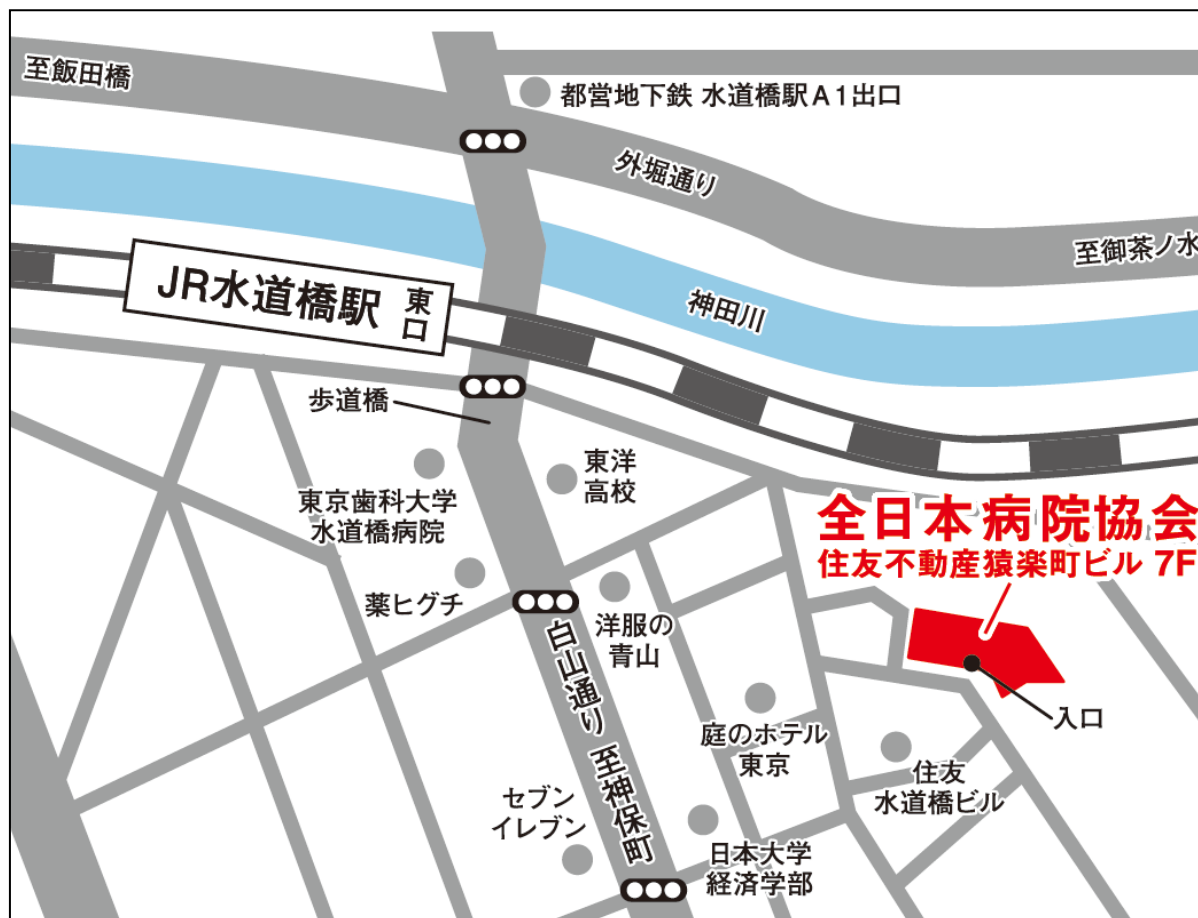 至飯田橋
都営地下鉄 水道橋駅A1出口
外堀通り
至御茶ノ水
JR水道橋駅
東口
神田川
歩道橋
東洋
高校
東京歯科大学
水道橋病院
全日本病院協会
住友不動産猿楽町ビル 7F
薬ヒグチ
洋服の
青山
白山通り 至神保町
入口
庭のホテル
東京
住友
水道橋ビル
セブン
イレブン
日本大学
経済学部